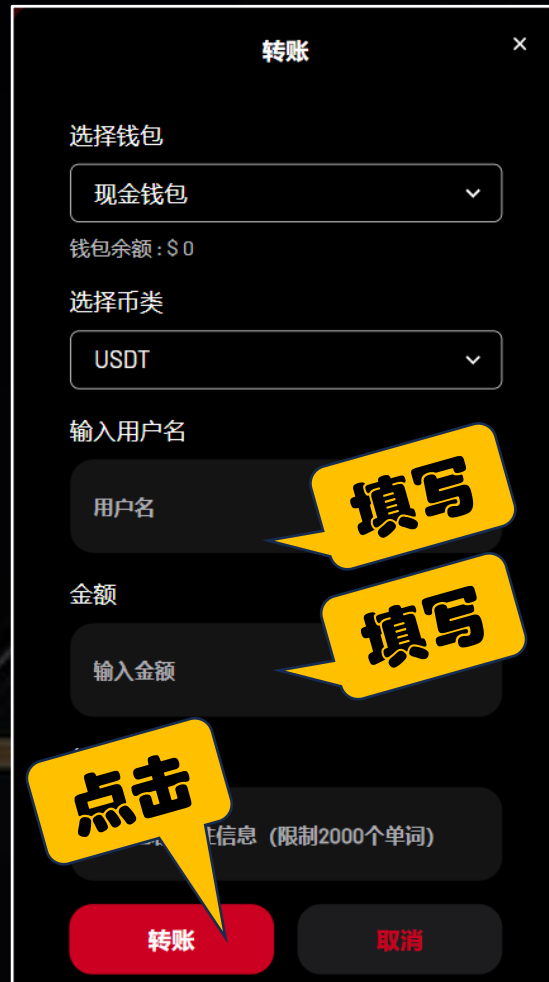 转账
×
选择钱包
现金钱包
钱包余额 : $ 0
选择币类
USDT
输入用户名
用户名
填写
金额
输入金额
填写
点击
信息（限制2000个单词）
转账
取消